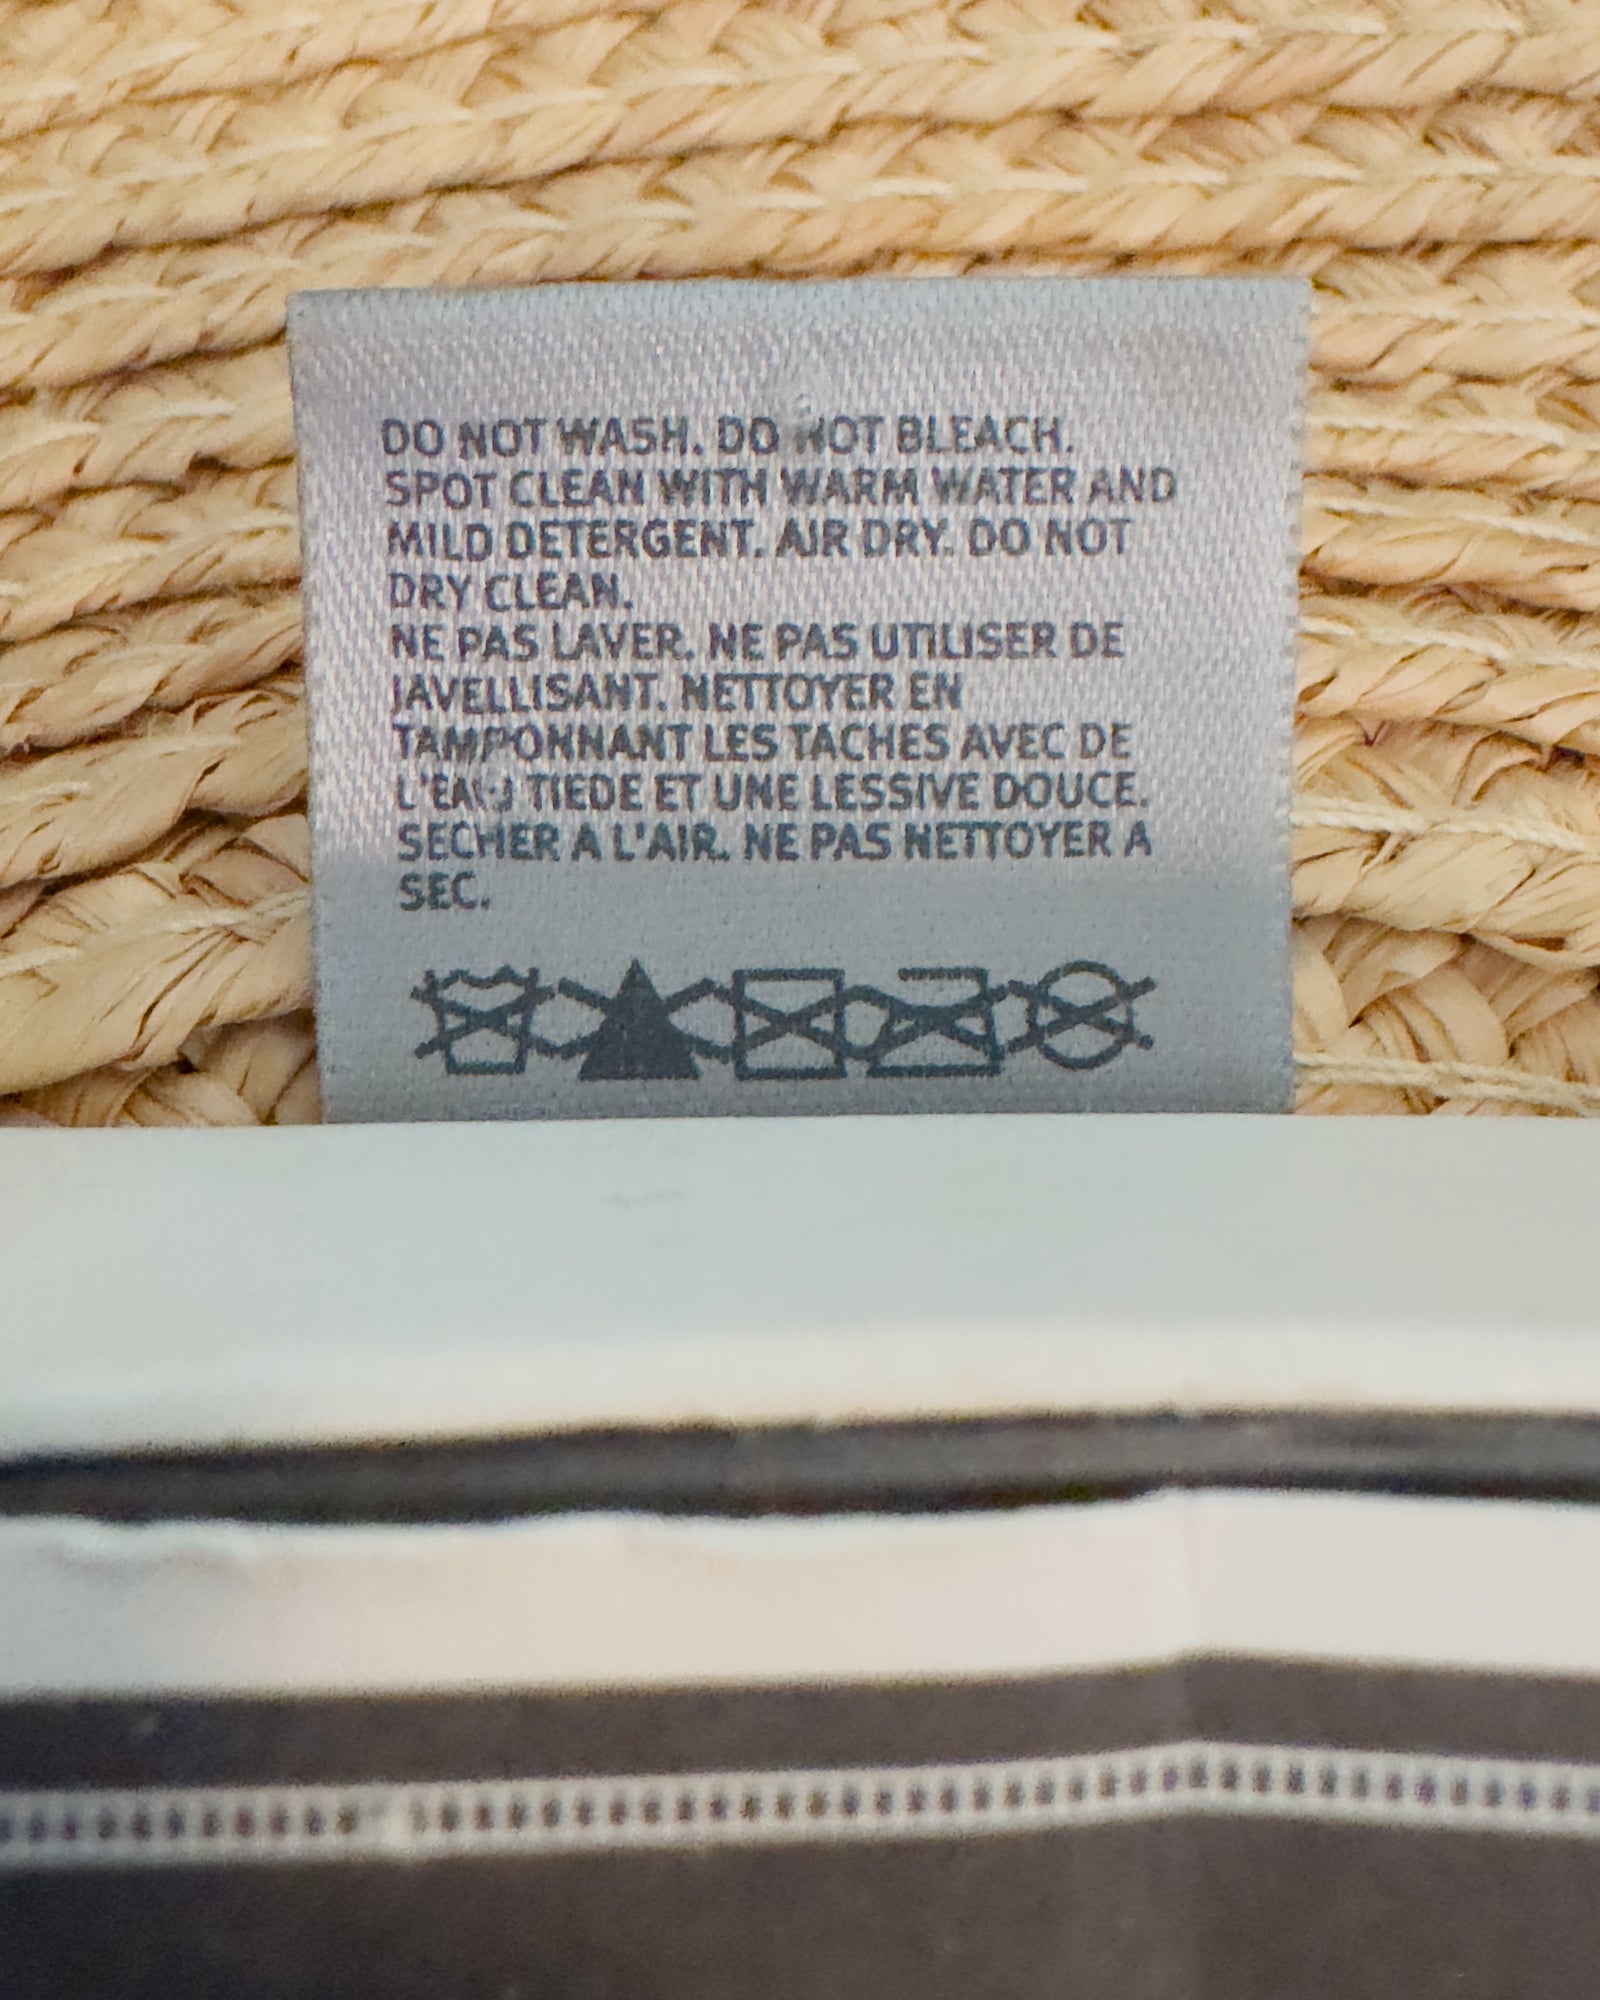 DO NOT WASH. DO NOT BLEACH.
SPOT CLEAN WITH WARM WATER AND
MILD DETERGENT. AIR DRY. DO NOT
DRY CLEAN.
NE PAS LAVER. NE PAS UTILISER DE
JAVELLISANT. NETTOYER EN
TAMPONNANT LES TACHES AVEC DE
L'EAU TIEDE ET UNE LESSIVE DOUCE.
SECHER A L'AIR. NE PAS NETTOYER A
SEC.